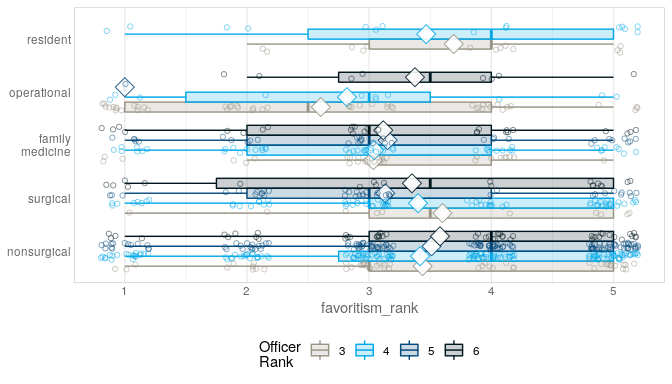 resident
operational
family
medicine
surgical
nonsurgical
1 2 3 4 5
favoritism_rank
Officer
Rank
3 4 5 6